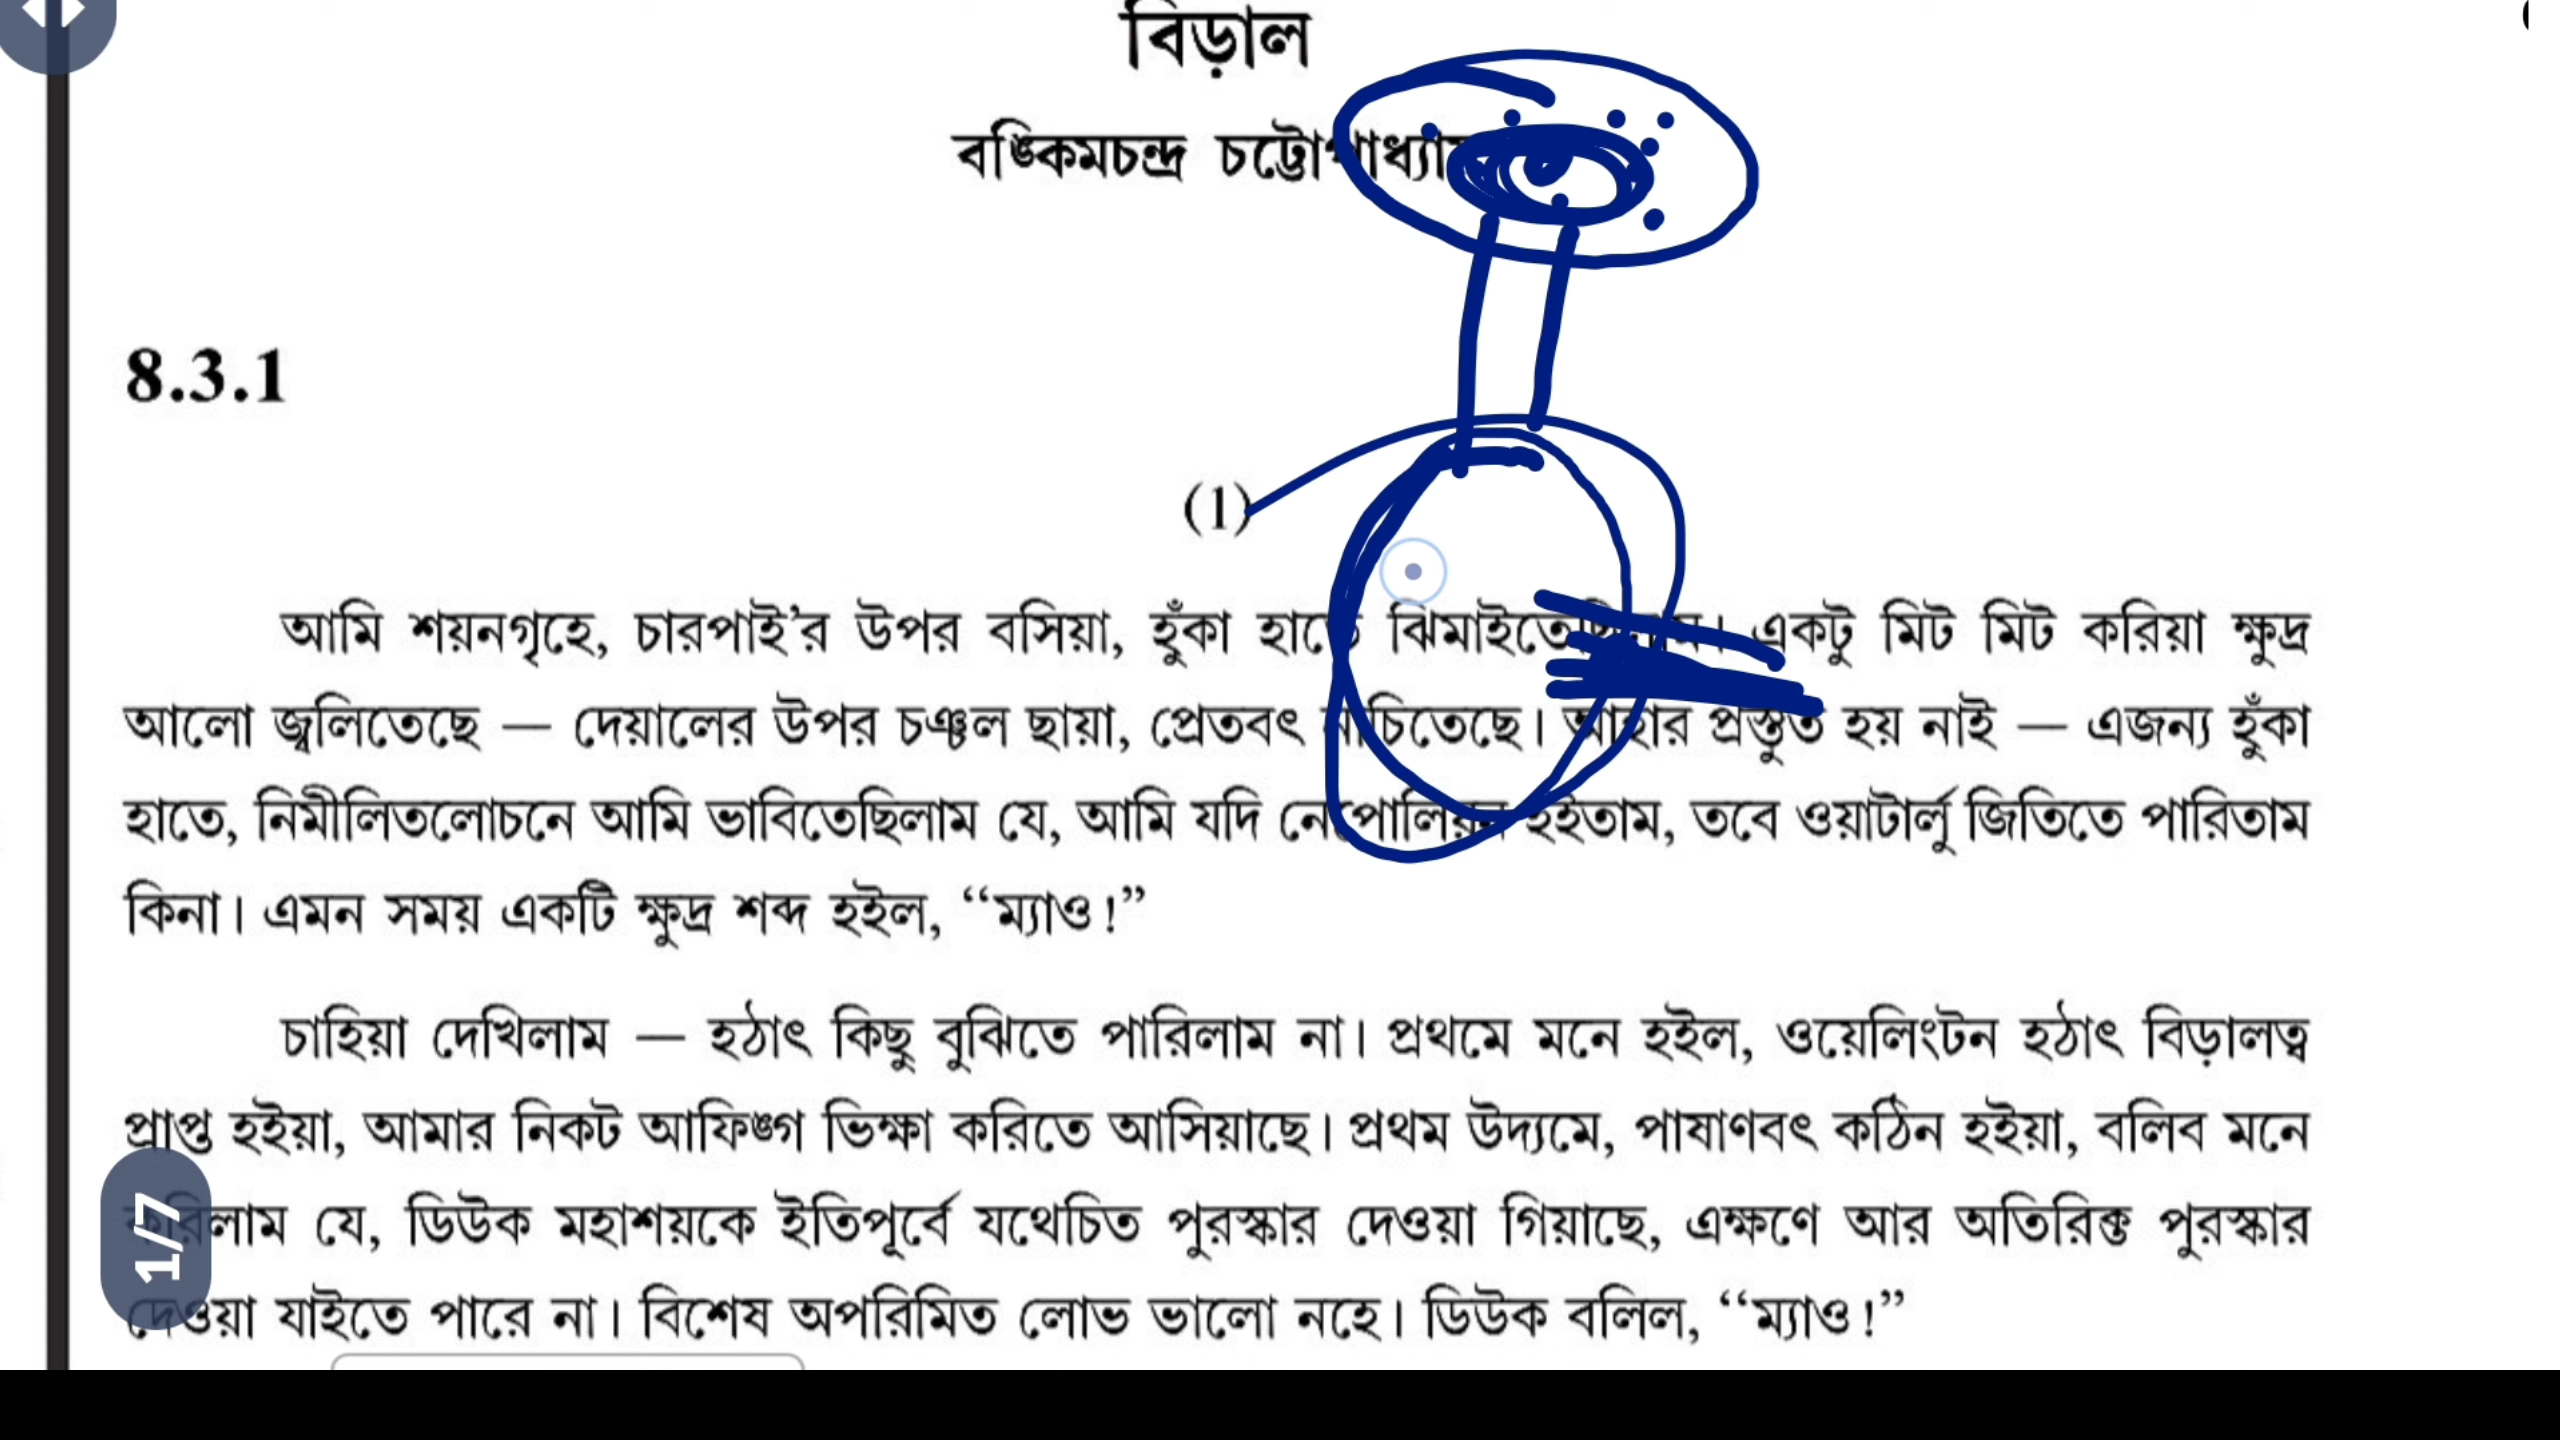 বিড়াল
বঙ্কিমচন্দ্র চট্টোপাধ্যায়
8.3.1
(1)
আমি শয়নগৃহে, চারপাই'র উপর বসিয়া, হুঁকা হাতে ঝিমাইতেছিলাম। একটু মিট মিট করিয়া ক্ষুদ্র
আলো জ্বলিতেছে — দেয়ালের উপর চঞ্চল ছায়া, প্রেতবৎ নাচিতেছে। আহার প্রস্তুত হয় নাই — এজন্য হুঁকা
হাতে, নিমীলিতলোচনে আমি ভাবিতেছিলাম যে, আমি যদি নেপোলিয়ন হইতাম, তবে ওয়াটার্লু জিতিতে পারিতাম
কিনা। এমন সময় একটি ক্ষুদ্র শব্দ হইল, “ম্যাও!”
চাহিয়া দেখিলাম — হঠাৎ কিছু বুঝিতে পারিলাম না। প্রথমে মনে হইল, ওয়েলিংটন হঠাৎ বিড়ালত্ব
প্রাপ্ত হইয়া, আমার নিকট আফিঙ্গ ভিক্ষা করিতে আসিয়াছে। প্রথম উদ্যমে, পাষাণবৎ কঠিন হইয়া, বলিব মনে
করিলাম যে, ডিউক মহাশয়কে ইতিপূর্বে যথেচিত পুরস্কার দেওয়া গিয়াছে, এক্ষণে আর অতিরিক্ত পুরস্কার
দেওয়া যাইতে পারে না। বিশেষ অপরিমিত লোভ ভালো নহে। ডিউক বলিল, “ম্যাও!”
1/7